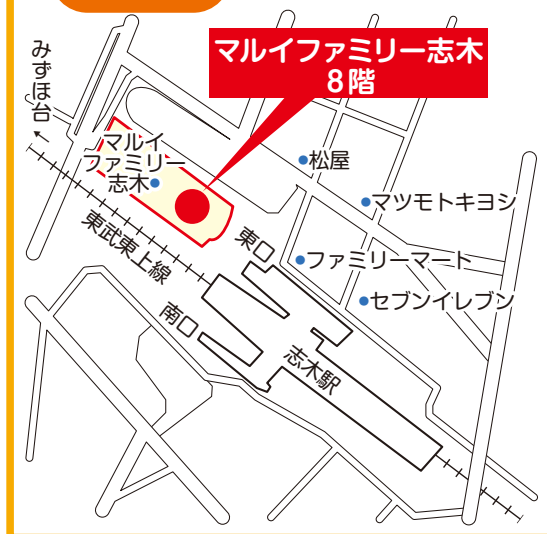 マルイファミリー志木
8階
みずほ台
←
マルイ
ファミリー
志木
松屋
マツモトキヨシ
東武東上線
東口
ファミリーマート
セブンイレブン
南口
志木駅